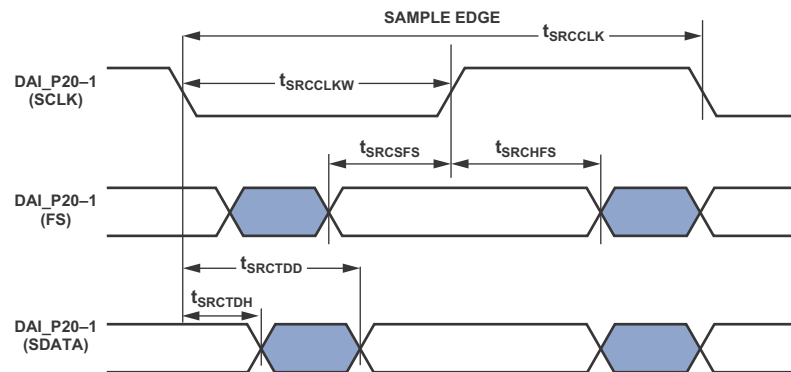 SAMPLE EDGE
tSRCCLK
DAI_P20–1
(SCLK)
tSRCCLKW
tSRCSFS
tSRCHFS
DAI_P20–1
(FS)
tSRCTDD
tSRCTDH
DAI_P20–1
(SDATA)